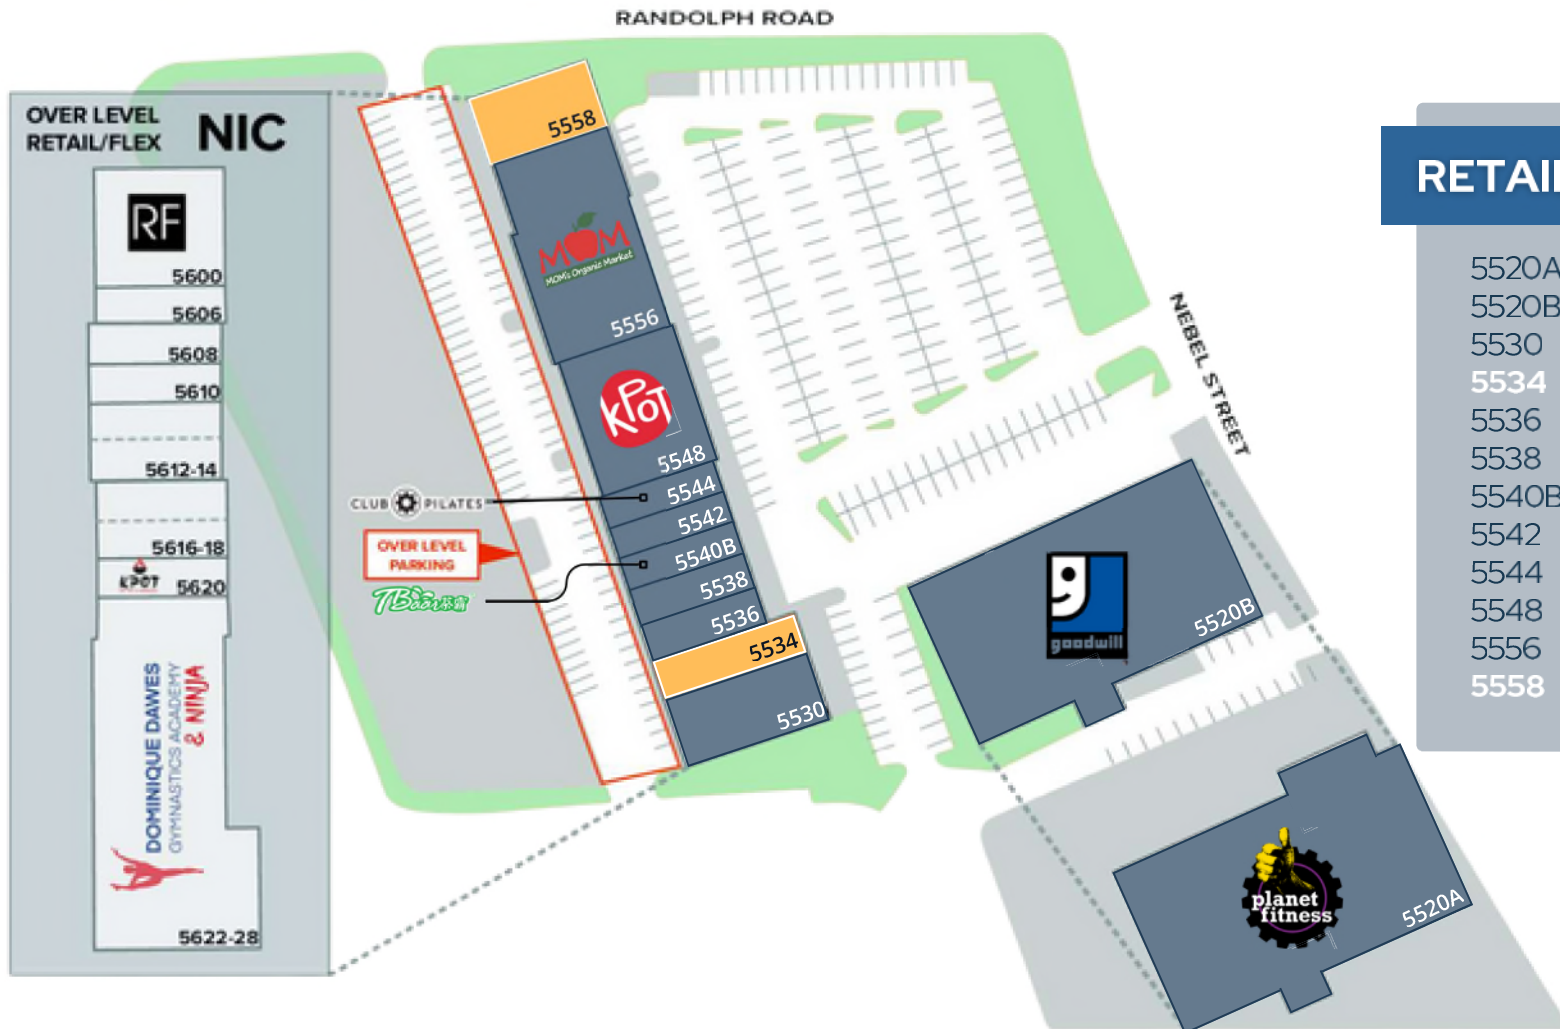 RANDOLPH ROAD
OVER LEVEL
RETAIL/FLEX
NIC
RF
5600
5606
5608
5610
5612-14
5616-18
KPOT
5620
DOMINIQUE DAWES
GYMNASTICS ACADEMY
& NINJA
5622-28
5558
MOM
MOM's Organic Market
5556
KPOT
5548
CLUB PILATES
5544
5542
OVER LEVEL
PARKING
5540B
5538
5536
5534
5530
NEBEL STREET
goodwill
5520B
planet
fitness
5520A
RETAIL
5520A
5520B
5530
5534
5536
5538
5540B
5542
5544
5548
5556
5558